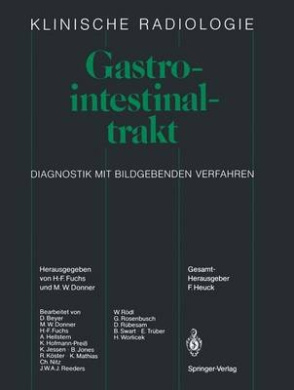 KLINISCHE RADIOLOGIE
Gastro-
intestinal-
trakt
DIAGNOSTIK MIT BILDGEBENDEN VERFAHREN
Herausgegeben
von H-F. Fuchs
und M. W. Donner
Gesamt-
Herausgeber
F. Heuck
Bearbeitet von
D. Beyer
M. W. Donner
H-F. Fuchs
A. Hellstern
K. Hofmann-Preiß
K. Jessen · B. Jones
R. Köster · K. Mathias
Ch. Nitz
J.W.A.J. Reeders
W. Rödl
G. Rosenbusch
D. Rübesam
B. Swart · E. Trüber
H. Worlicek
Springer-Verlag